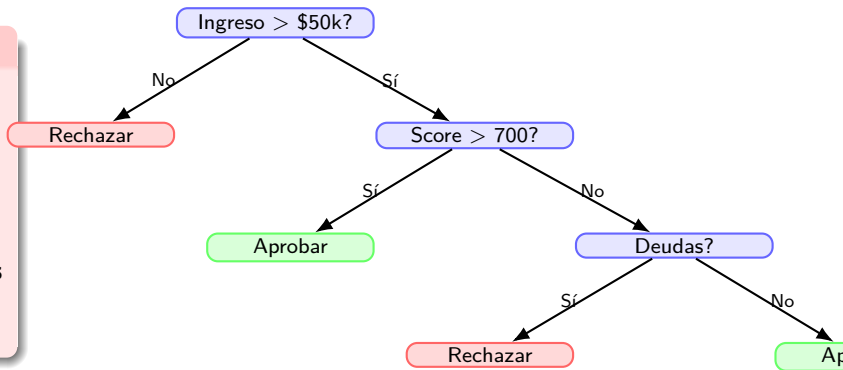 Ingreso > $50k?
No
Sí
Rechazar
Score > 700?
Sí
No
Aprobar
Deudas?
Sí
No
Rechazar